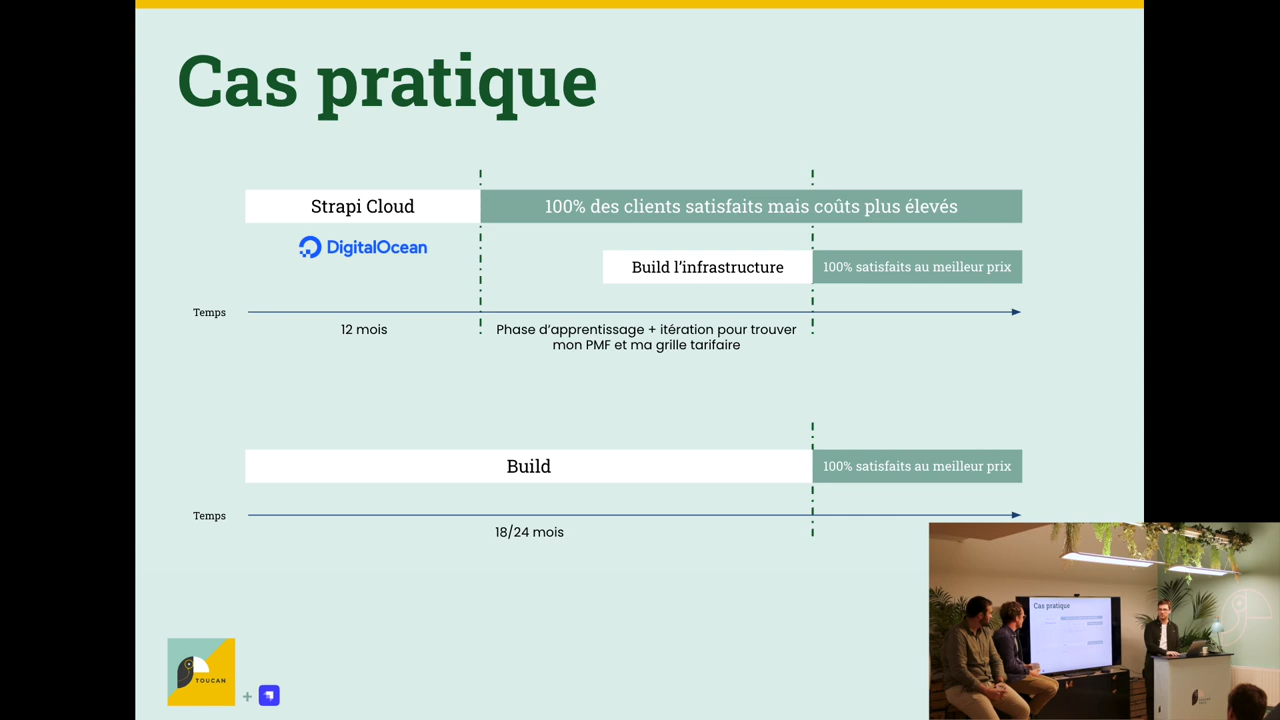 Cas pratique
Strapi Cloud
100% des clients satisfaits mais coûts plus élevés
DigitalOcean
Build l’infrastructure
100% satisfaits au meilleur prix
Temps
12 mois
Phase d’apprentissage + itération pour trouver
mon PMF et ma grille tarifaire
Build
100% satisfaits au meilleur prix
Temps
18/24 mois
TOUCAN
+
Cas pratique